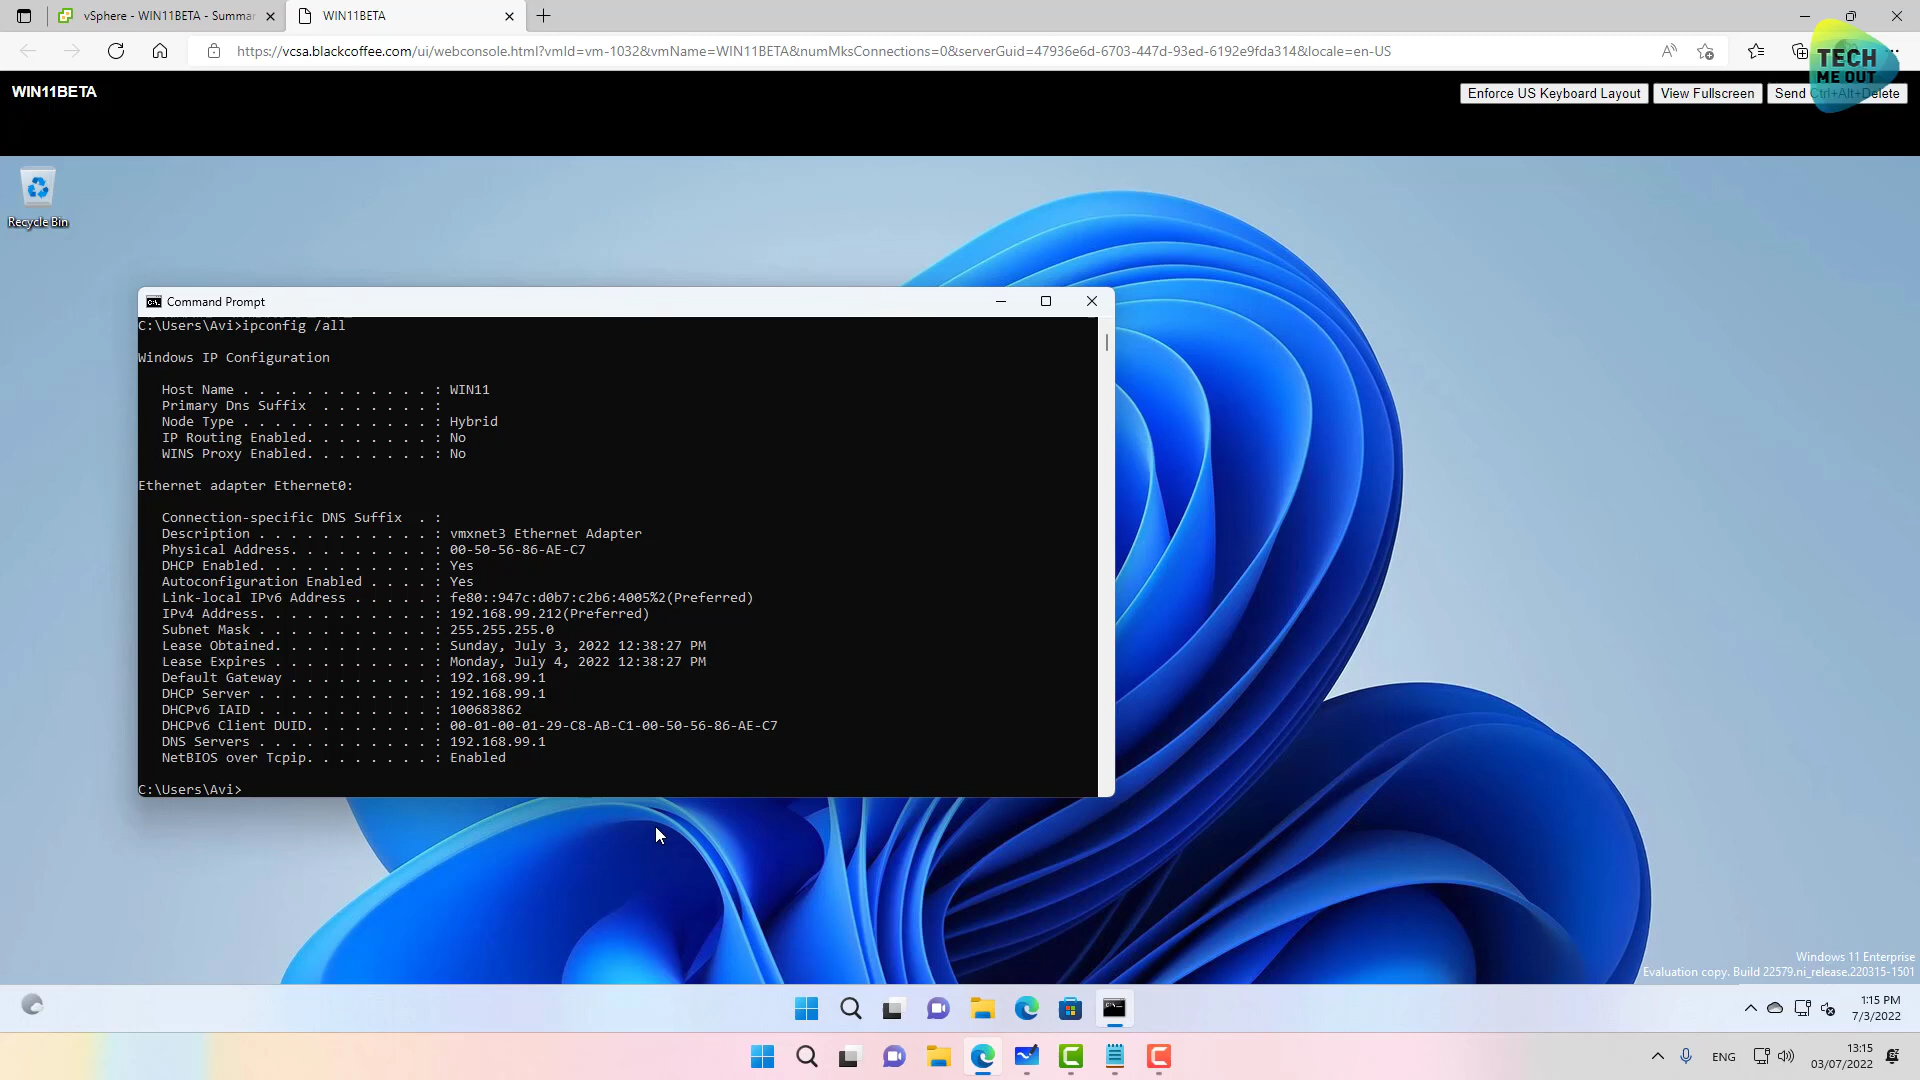 vSphere - WIN11BETA - Summar
WIN11BETA
https://vcsa.blackcoffee.com/ui/webconsole.html?vmId=vm-1032&vmName=WIN11BETA&numMksConnections=0&serverGuid=47936e6d-6703-447d-93ed-6192e9fda314&locale=en-US
TECH
ME OUT
WIN11BETA
Enforce US Keyboard Layout
View Fullscreen
Send Ctrl+Alt+Delete
Recycle Bin
Command Prompt
C:\Users\Avi>ipconfig /all
Windows IP Configuration
Host Name . . . . . . . . . . . . : WIN11
Primary Dns Suffix  . . . . . . . :
Node Type . . . . . . . . . . . . : Hybrid
IP Routing Enabled. . . . . . . . : No
WINS Proxy Enabled. . . . . . . . : No
Ethernet adapter Ethernet0:
Connection-specific DNS Suffix  . :
Description . . . . . . . . . . . : vmxnet3 Ethernet Adapter
Physical Address. . . . . . . . . : 00-50-56-86-AE-C7
DHCP Enabled. . . . . . . . . . . : Yes
Autoconfiguration Enabled . . . . : Yes
Link-local IPv6 Address . . . . . : fe80::947c:d0b7:c2b6:4005%2(Preferred)
IPv4 Address. . . . . . . . . . . : 192.168.99.212(Preferred)
Subnet Mask . . . . . . . . . . . : 255.255.255.0
Lease Obtained. . . . . . . . . . : Sunday, July 3, 2022 12:38:27 PM
Lease Expires . . . . . . . . . . : Monday, July 4, 2022 12:38:27 PM
Default Gateway . . . . . . . . . : 192.168.99.1
DHCP Server . . . . . . . . . . . : 192.168.99.1
DHCPv6 IAID . . . . . . . . . . . : 100683862
DHCPv6 Client DUID. . . . . . . . : 00-01-00-01-29-C8-AB-C1-00-50-56-86-AE-C7
DNS Servers . . . . . . . . . . . : 192.168.99.1
NetBIOS over Tcpip. . . . . . . . : Enabled
C:\Users\Avi>
Windows 11 Enterprise
Evaluation copy. Build 22579.ni_release.220315-1501
1:15 PM
7/3/2022
ENG
13:15
03/07/2022